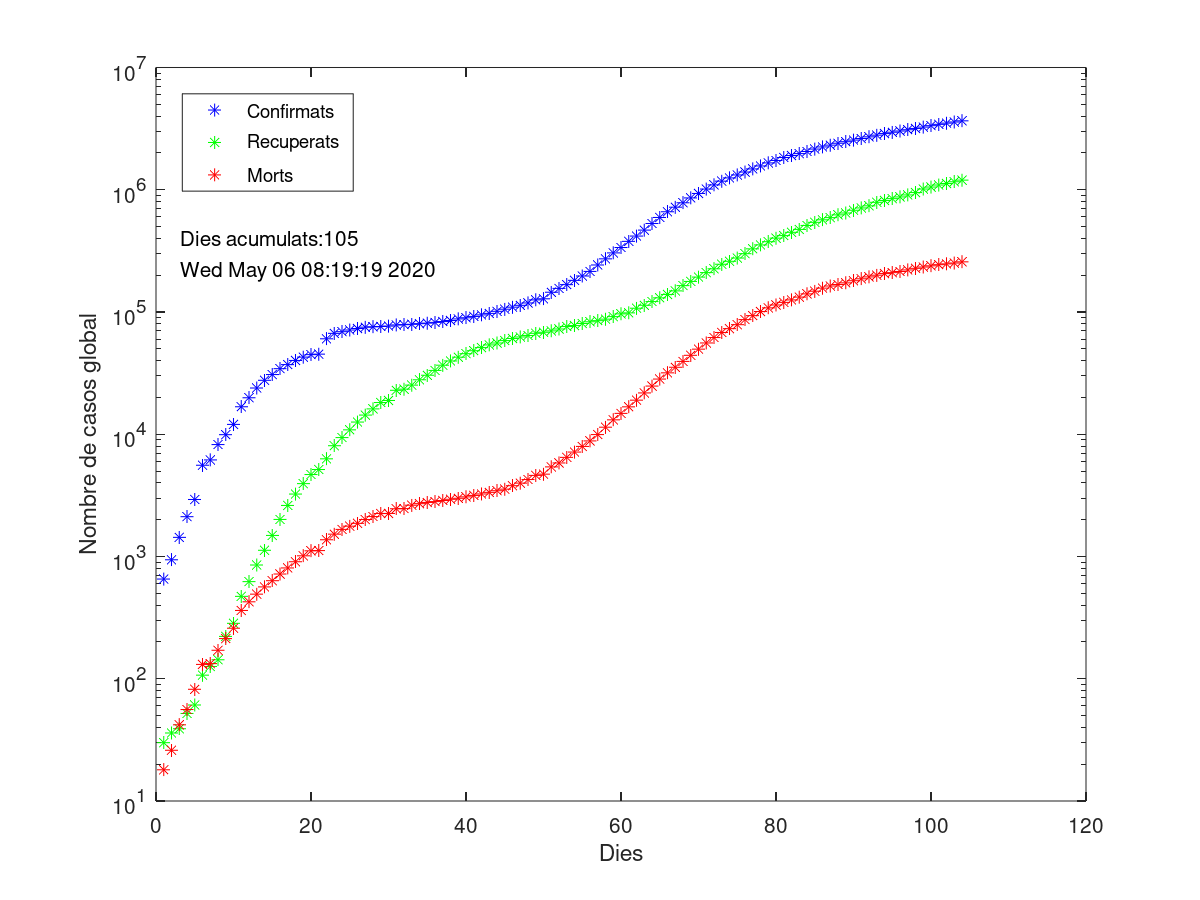 10^7
10^6
10^5
10^4
10^3
10^2
10^1
Confirmats
Recuperats
Morts
Dies acumulats:105
Wed May 06 08:19:19 2020
Nombre de casos global
0 20 40 60 80 100 120
Dies